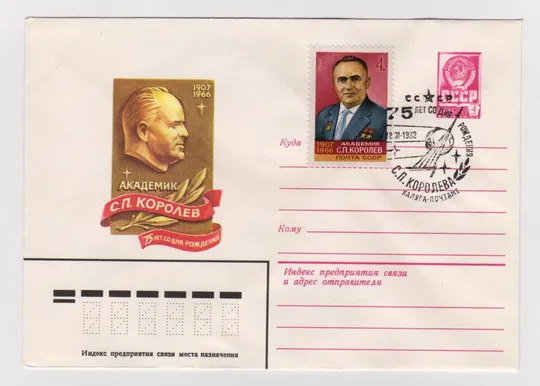 1907
1966
АКАДЕМИК
С.П. КОРОЛЕВ
75 ЛЕТ СО ДНЯ РОЖДЕНИЯ
4
1907
1966
АКАДЕМИК
С.П. КОРОЛЕВ
ПОЧТА СССР
СССР
СССР
75
ЛЕТ СО ДНЯ
РОЖДЕНИЯ
С.П. КОРОЛЕВА
КАЛУГА-ПОЧТАМТ
Куда
Кому
Индекс предприятия связи
и адрес отправителя
Индекс предприятия связи места назначения